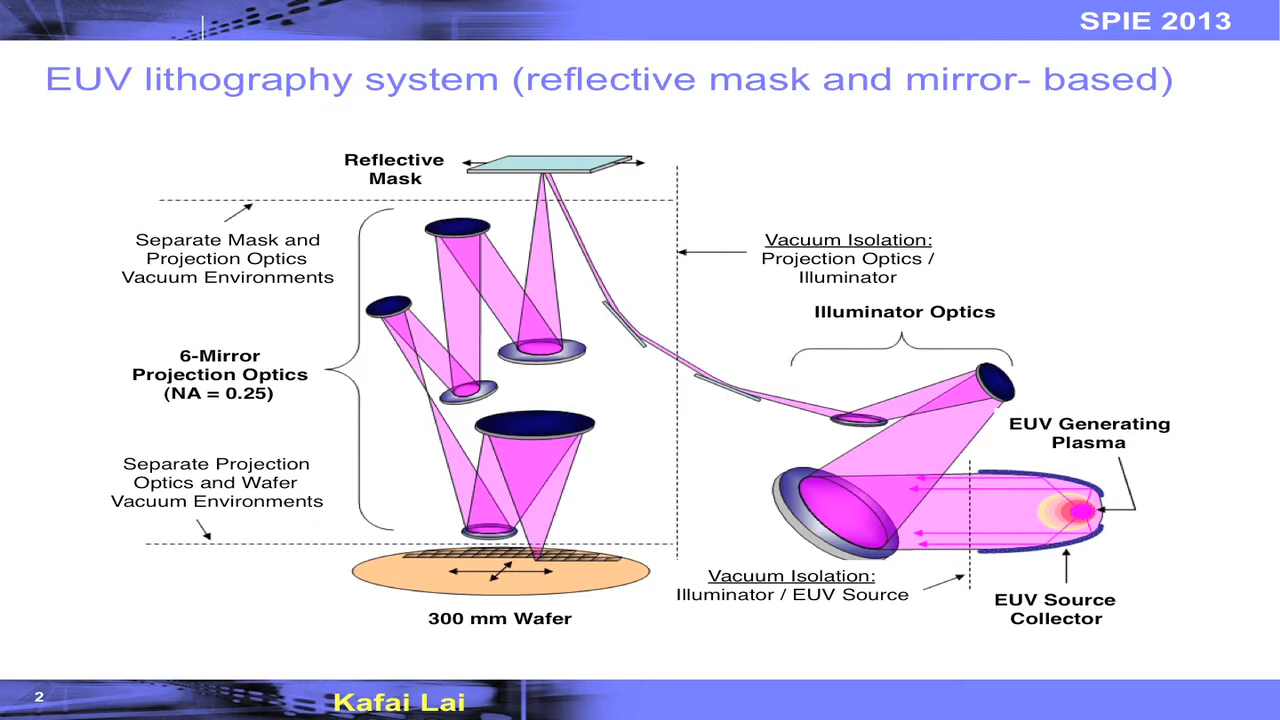 SPIE 2013
EUV lithography system (reflective mask and mirror- based)
Reflective
Mask
Separate Mask and
Projection Optics
Vacuum Environments
Vacuum Isolation:
Projection Optics /
Illuminator
Illuminator Optics
6-Mirror
Projection Optics
(NA = 0.25)
EUV Generating
Plasma
Separate Projection
Optics and Wafer
Vacuum Environments
Vacuum Isolation:
Illuminator / EUV Source
EUV Source
Collector
300 mm Wafer
2
Kafai Lai